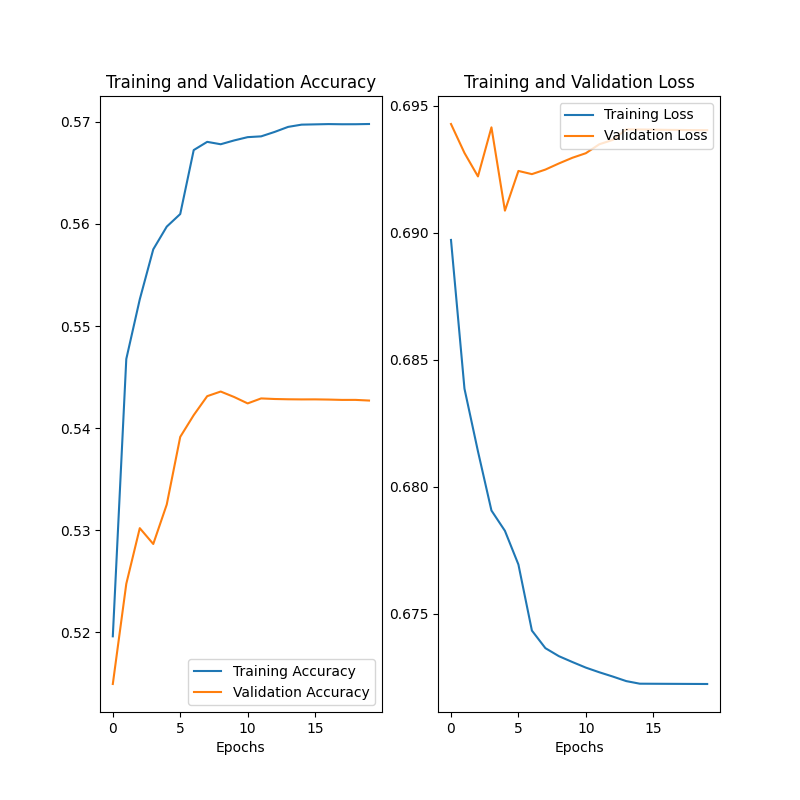 Training and Validation Accuracy
0.57
0.56
0.55
0.54
0.53
0.52
0
5
10
15
Epochs
Training Accuracy
Validation Accuracy
Training and Validation Loss
0.695
0.690
0.685
0.680
0.675
0
5
10
15
Epochs
Training Loss
Validation Loss